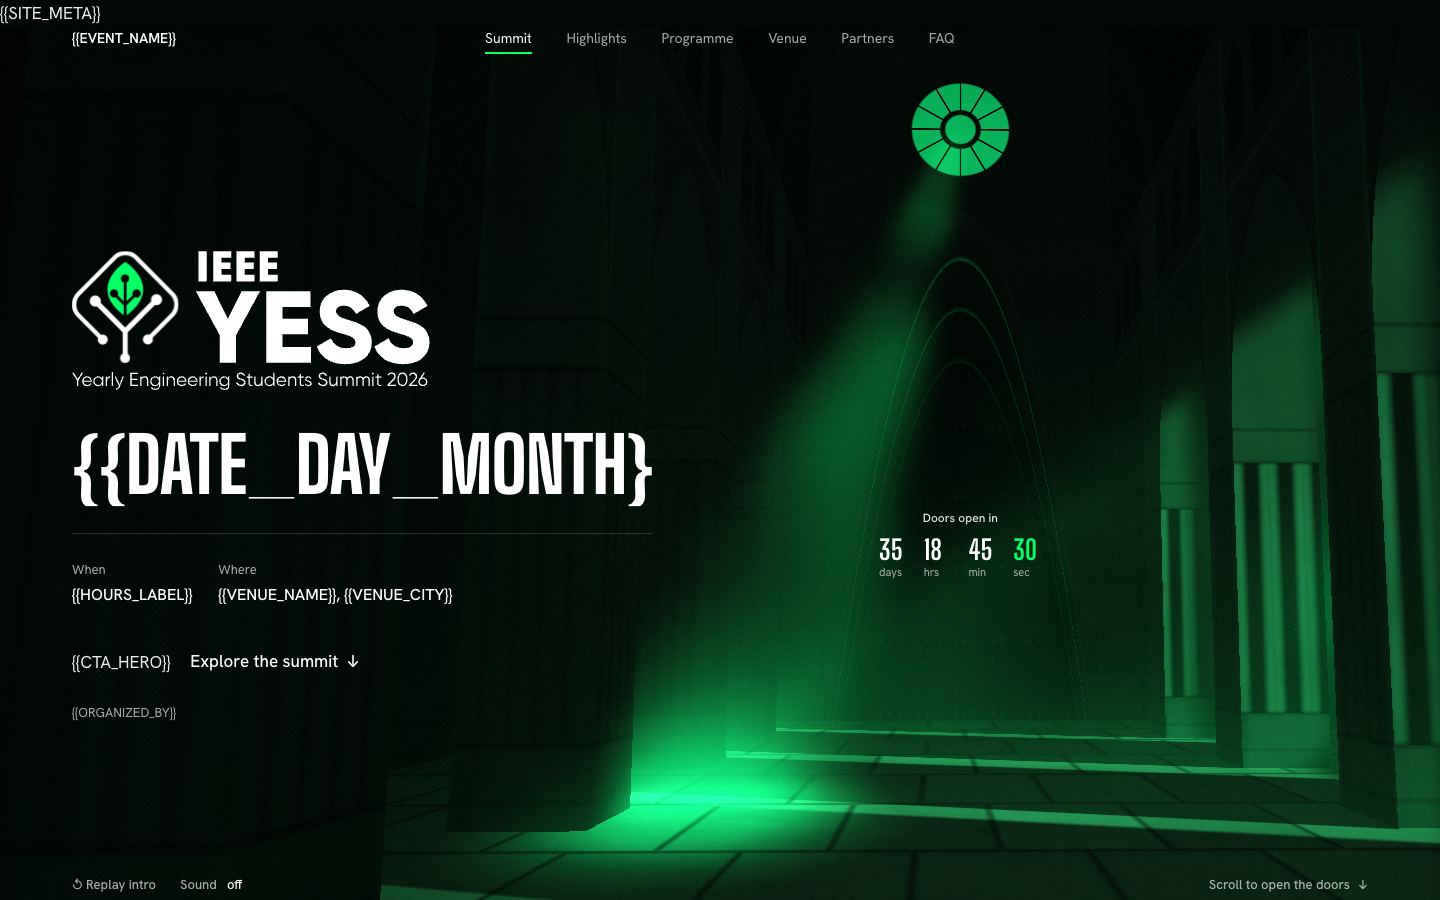 {{SITE_META}}
{{EVENT_NAME}}
Summit Highlights Programme Venue Partners FAQ
IEEE
YESS
Yearly Engineering Students Summit 2026
{{DATE_DAY_MONTH}
Doors open in
35 18 45 30
days hrs min sec
When Where
{{HOURS_LABEL}} {{VENUE_NAME}}, {{VENUE_CITY}}
{{CTA_HERO}} Explore the summit ↓
{{ORGANIZED_BY}}
↺ Replay intro Sound off
Scroll to open the doors ↓